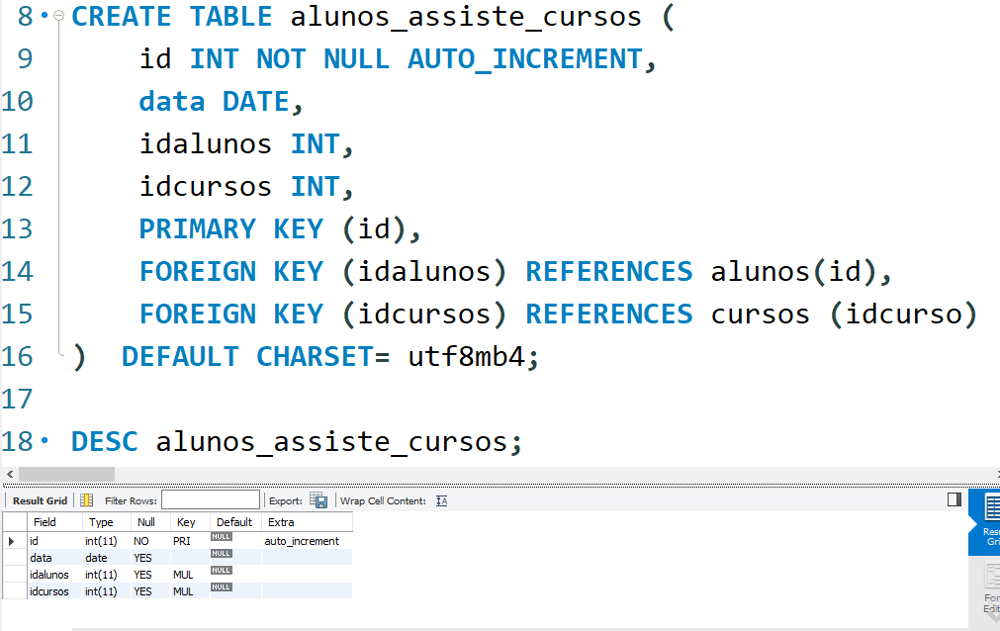 8 CREATE TABLE alunos_assiste_cursos (
9 id INT NOT NULL AUTO_INCREMENT,
10 data DATE,
11 idalunos INT,
12 idcursos INT,
13 PRIMARY KEY (id),
14 FOREIGN KEY (idalunos) REFERENCES alunos(id),
15 FOREIGN KEY (idcursos) REFERENCES cursos (idcurso)
16 ) DEFAULT CHARSET= utf8mb4;
17
18 DESC alunos_assiste_cursos;
Result Grid Filter Rows: Export: Wrap Cell Content: IA
Field Type Null Key Default Extra
id int(11) NO PRI NULL auto_increment
data date YES NULL
idalunos int(11) YES MUL NULL
idcursos int(11) YES MUL NULL